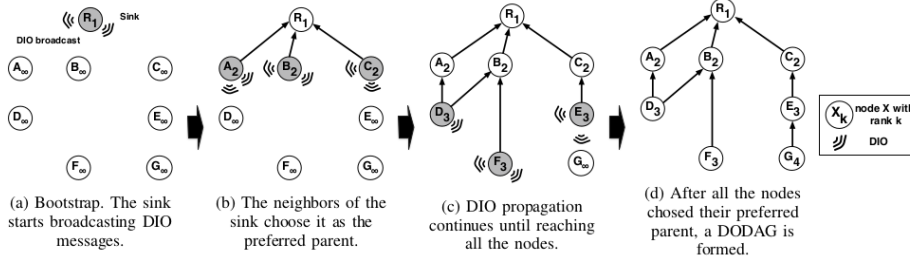 R1
Sink
DIO broadcast
A∞
B∞
C∞
D∞
E∞
F∞
G∞
(a) Bootstrap. The sink
starts broadcasting DIO
messages.
R1
A2
B2
C2
D∞
E∞
F∞
G∞
(b) The neighbors of the
sink choose it as the
preferred parent.
R1
A2
B2
C2
D3
E3
F3
G∞
(c) DIO propagation
continues until reaching
all the nodes.
R1
A2
B2
C2
D3
E3
F3
G4
(d) After all the nodes
chosed their preferred
parent, a DODAG is
formed.
Xk
node X with
rank k
DIO